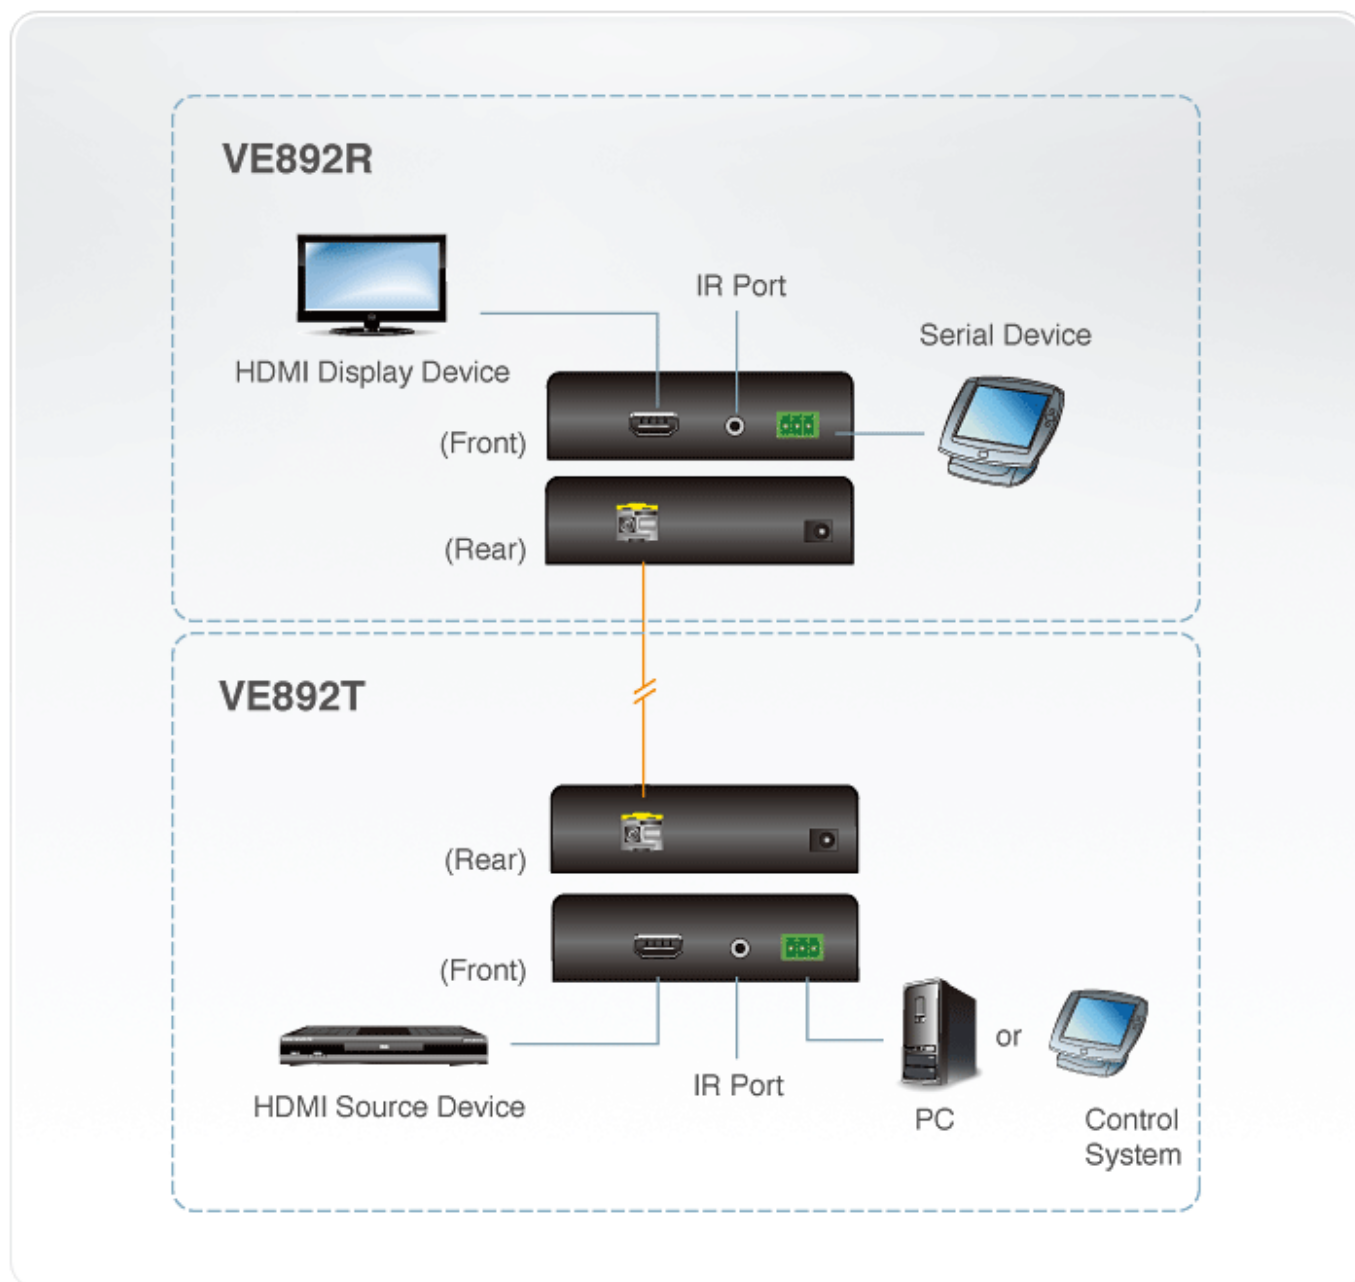 VE892R
IR Port
Serial Device
HDMI Display Device
(Front)
(Rear)
VE892T
(Rear)
(Front)
or
IR Port
HDMI Source Device
PC
Control
System